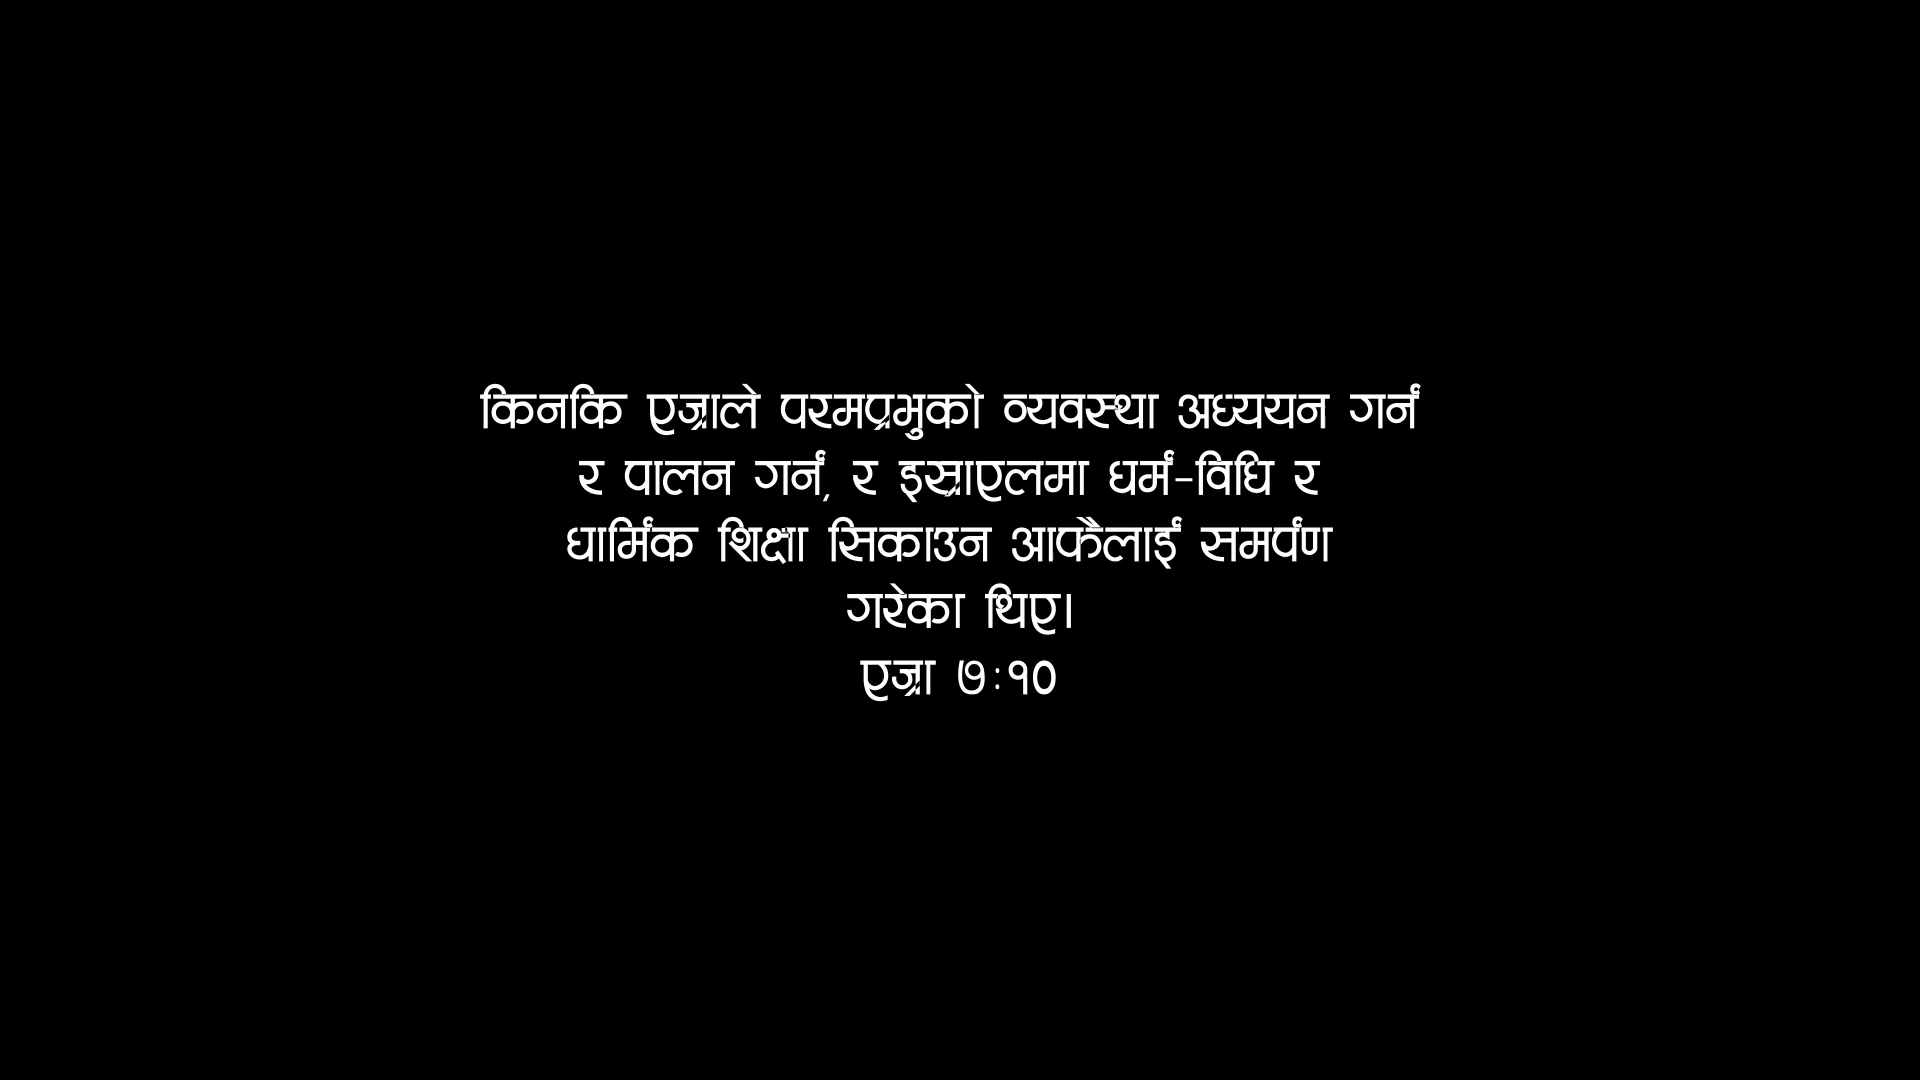 किनकि एज्राले परमप्रभुको व्यवस्था अध्ययन गर्न
र पालन गर्न, र इस्राएलमा धर्म-विधि र
धार्मिक शिक्षा सिकाउन आफैलाई समर्पण
गरेका थिए।
एज्रा ७:१०